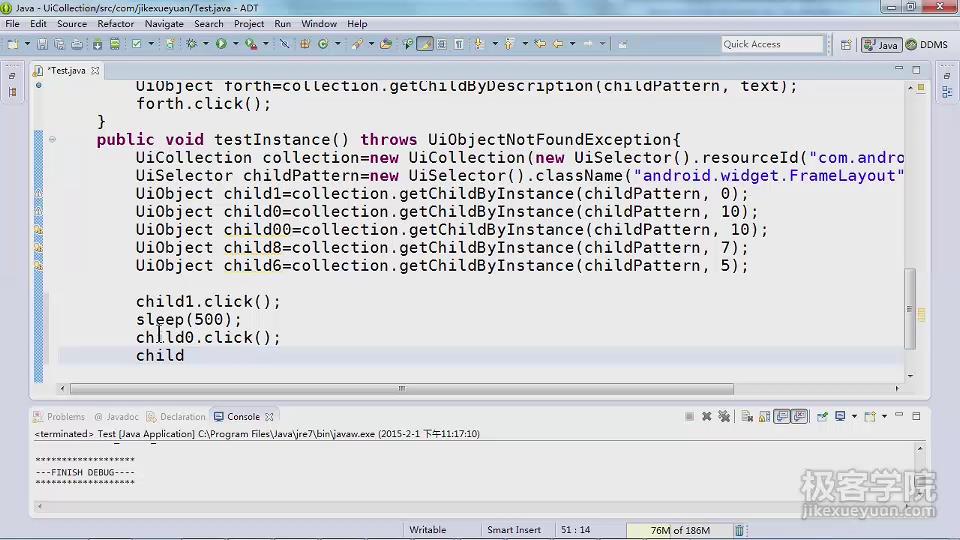 Java - UiCollection/src/com/jikexueyuan/Test.java - ADT
File Edit Source Refactor Navigate Search Project Run Window Help
Quick Access Java DDMS
*Test.java
UiObject forth=collection.getChildByDescription(childPattern, text);
forth.click();
}
public void testInstance() throws UiObjectNotFoundException{
UiCollection collection=new UiCollection(new UiSelector().resourceId("com.andro
UiSelector childPattern=new UiSelector().className("android.widget.FrameLayout"
UiObject child1=collection.getChildByInstance(childPattern, 0);
UiObject child0=collection.getChildByInstance(childPattern, 10);
UiObject child00=collection.getChildByInstance(childPattern, 10);
UiObject child8=collection.getChildByInstance(childPattern, 7);
UiObject child6=collection.getChildByInstance(childPattern, 5);
child1.click();
sleep(500);
child0.click();
child
Problems @ Javadoc Declaration Console
<terminated> Test [Java Application] C:\Program Files\Java\jre7\bin\javaw.exe (2015-2-1 下午11:17:10)
*******************
---FINISH DEBUG----
*******************
极客学院
jikexueyuan.com
Writable Smart Insert 51 : 14 76M of 186M